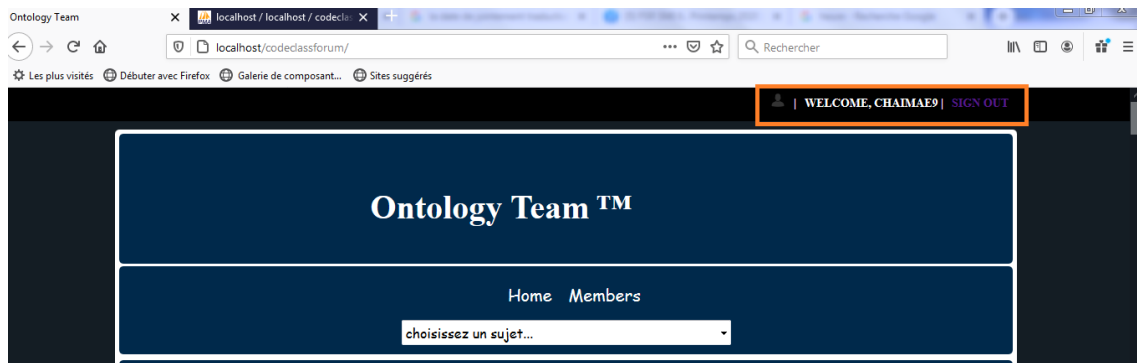 Ontology Team
localhost / localhost / codeclas
localhost/codeclassforum/
Rechercher
Les plus visités Débuter avec Firefox Galerie de composant... Sites suggérés
| WELCOME, CHAIMAE9 | SIGN OUT
Ontology Team ™
Home Members
choisissez un sujet...